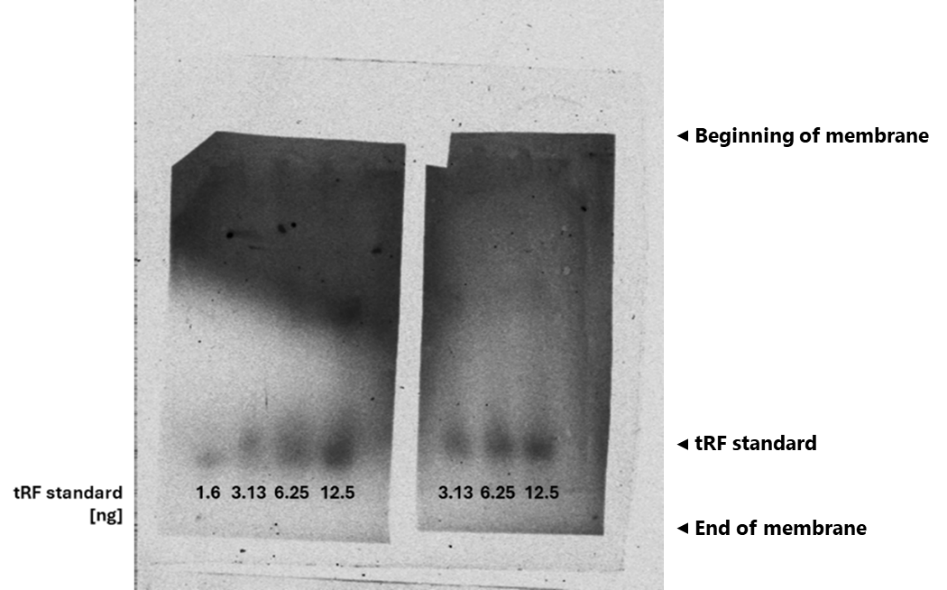 ◄ Beginning of membrane
◄ tRF standard
tRF standard 1.6 3.13 6.25 12.5 3.13 6.25 12.5
[ng]
◄ End of membrane